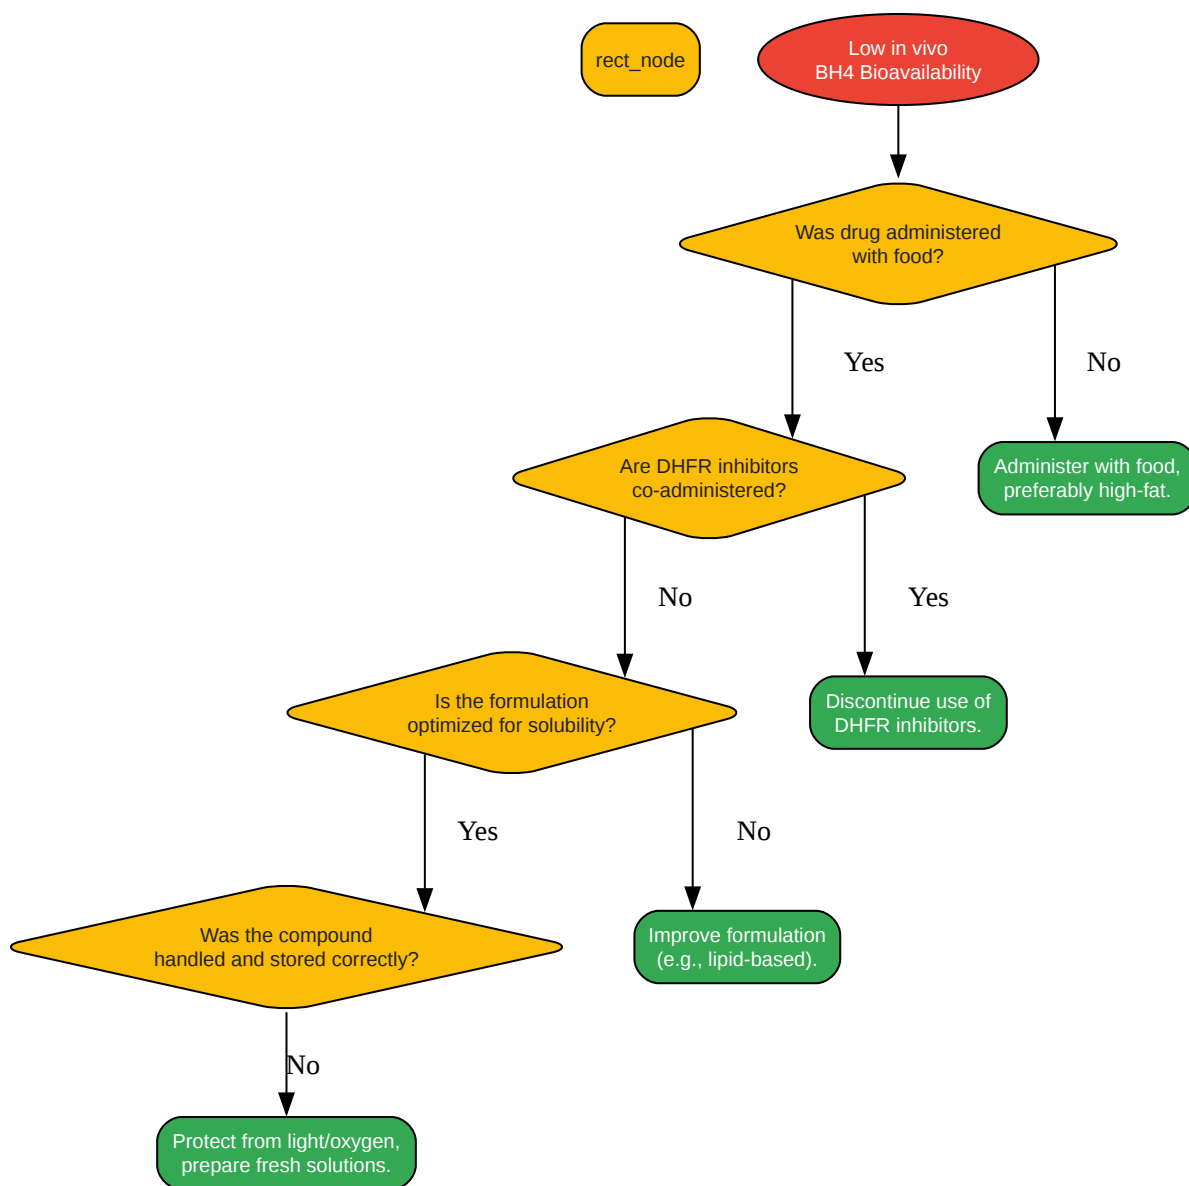 rect_node
Low in vivo
BH4 Bioavailability
Was drug administered
with food?
Yes
No
Are DHFR inhibitors
co-administered?
Administer with food,
preferably high-fat.
No
Yes
Is the formulation
optimized for solubility?
Discontinue use of
DHFR inhibitors.
Yes
No
Was the compound
handled and stored correctly?
Improve formulation
(e.g., lipid-based).
No
Protect from light/oxygen,
prepare fresh solutions.